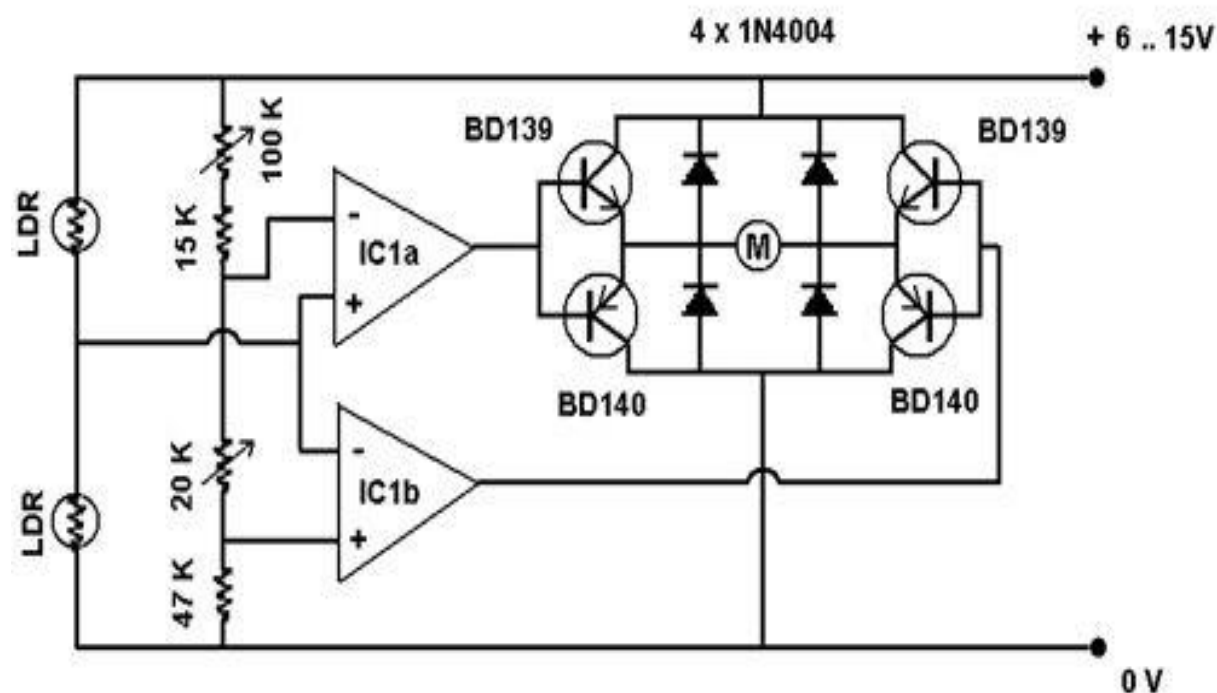 4 x 1N4004
+ 6 .. 15V
BD139
BD139
100 K
LDR
15 K
-
IC1a
+
M
BD140
BD140
20 K
-
IC1b
+
LDR
47 K
0 V